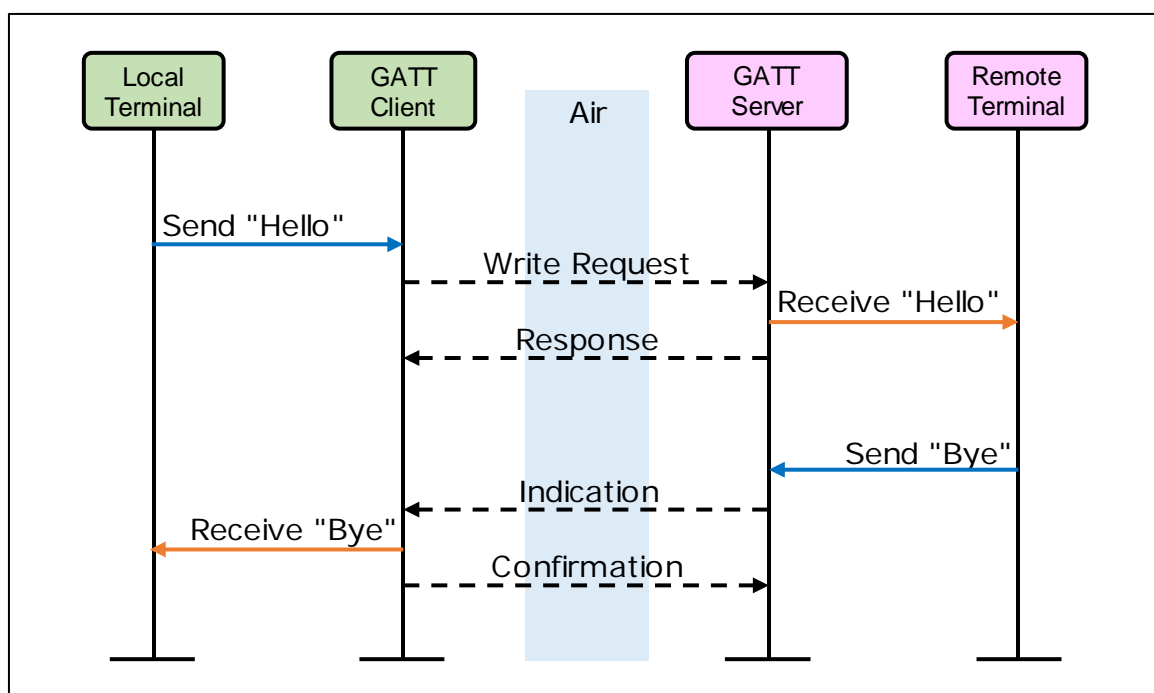 Local
Terminal
GATT
Client
Air
GATT
Server
Remote
Terminal
Send "Hello"
Write Request
Receive "Hello"
Response
Send "Bye"
Indication
Receive "Bye"
Confirmation